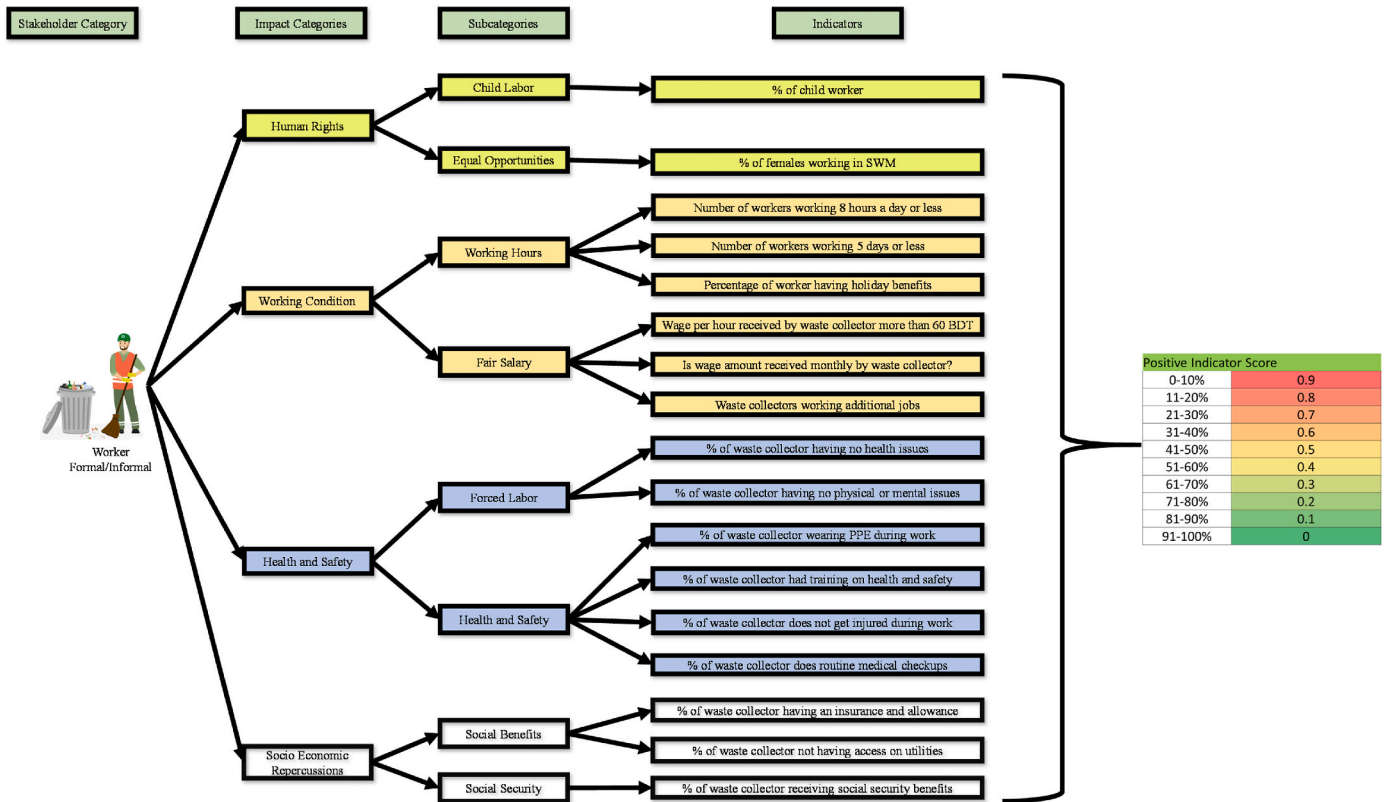 Stakeholder Category
Impact Categories
Subcategories
Indicators
Child Labor
% of child worker
Human Rights
Equal Opportunities
% of females working in SWM
Number of workers working 8 hours a day or less
Working Hours
Number of workers working 5 days or less
Percentage of worker having holiday benefits
Working Condition
Wage per hour received by waste collector more than 60 BDT
Fair Salary
Is wage amount received monthly by waste collector?
Waste collectors working additional jobs
Worker
Formal/Informal
% of waste collector having no health issues
Forced Labor
% of waste collector having no physical or mental issues
% of waste collector wearing PPE during work
Health and Safety
% of waste collector had training on health and safety
Health and Safety
% of waste collector does not get injured during work
% of waste collector does routine medical checkups
% of waste collector having an insurance and allowance
Social Benefits
% of waste collector not having access on utilities
Socio Economic
Repercussions
Social Security
% of waste collector receiving social security benefits
Positive Indicator Score
0-10% 0.9
11-20% 0.8
21-30% 0.7
31-40% 0.6
41-50% 0.5
51-60% 0.4
61-70% 0.3
71-80% 0.2
81-90% 0.1
91-100% 0